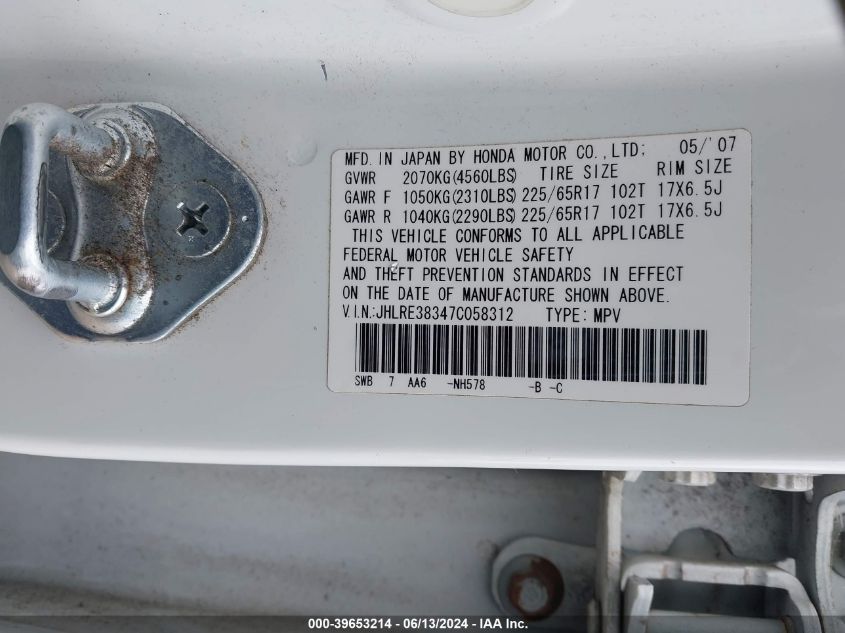 MFD. IN JAPAN BY HONDA MOTOR CO.,LTD: 05/'07
GVWR 2070KG(4560LBS) TIRE SIZE RIM SIZE
GAWR F 1050KG(2310LBS) 225/65R17 102T 17X6.5J
GAWR R 1040KG(2290LBS) 225/65R17 102T 17X6.5J
THIS VEHICLE CONFORMS TO ALL APPLICABLE
FEDERAL MOTOR VEHICLE SAFETY
AND THEFT PREVENTION STANDARDS IN EFFECT
ON THE DATE OF MANUFACTURE SHOWN ABOVE.
V.I.N.:JHLRE38347C058312 TYPE: MPV
SWB 7 AA6 -NH578 -B -C
000-39653214 - 06/13/2024 - IAA Inc.